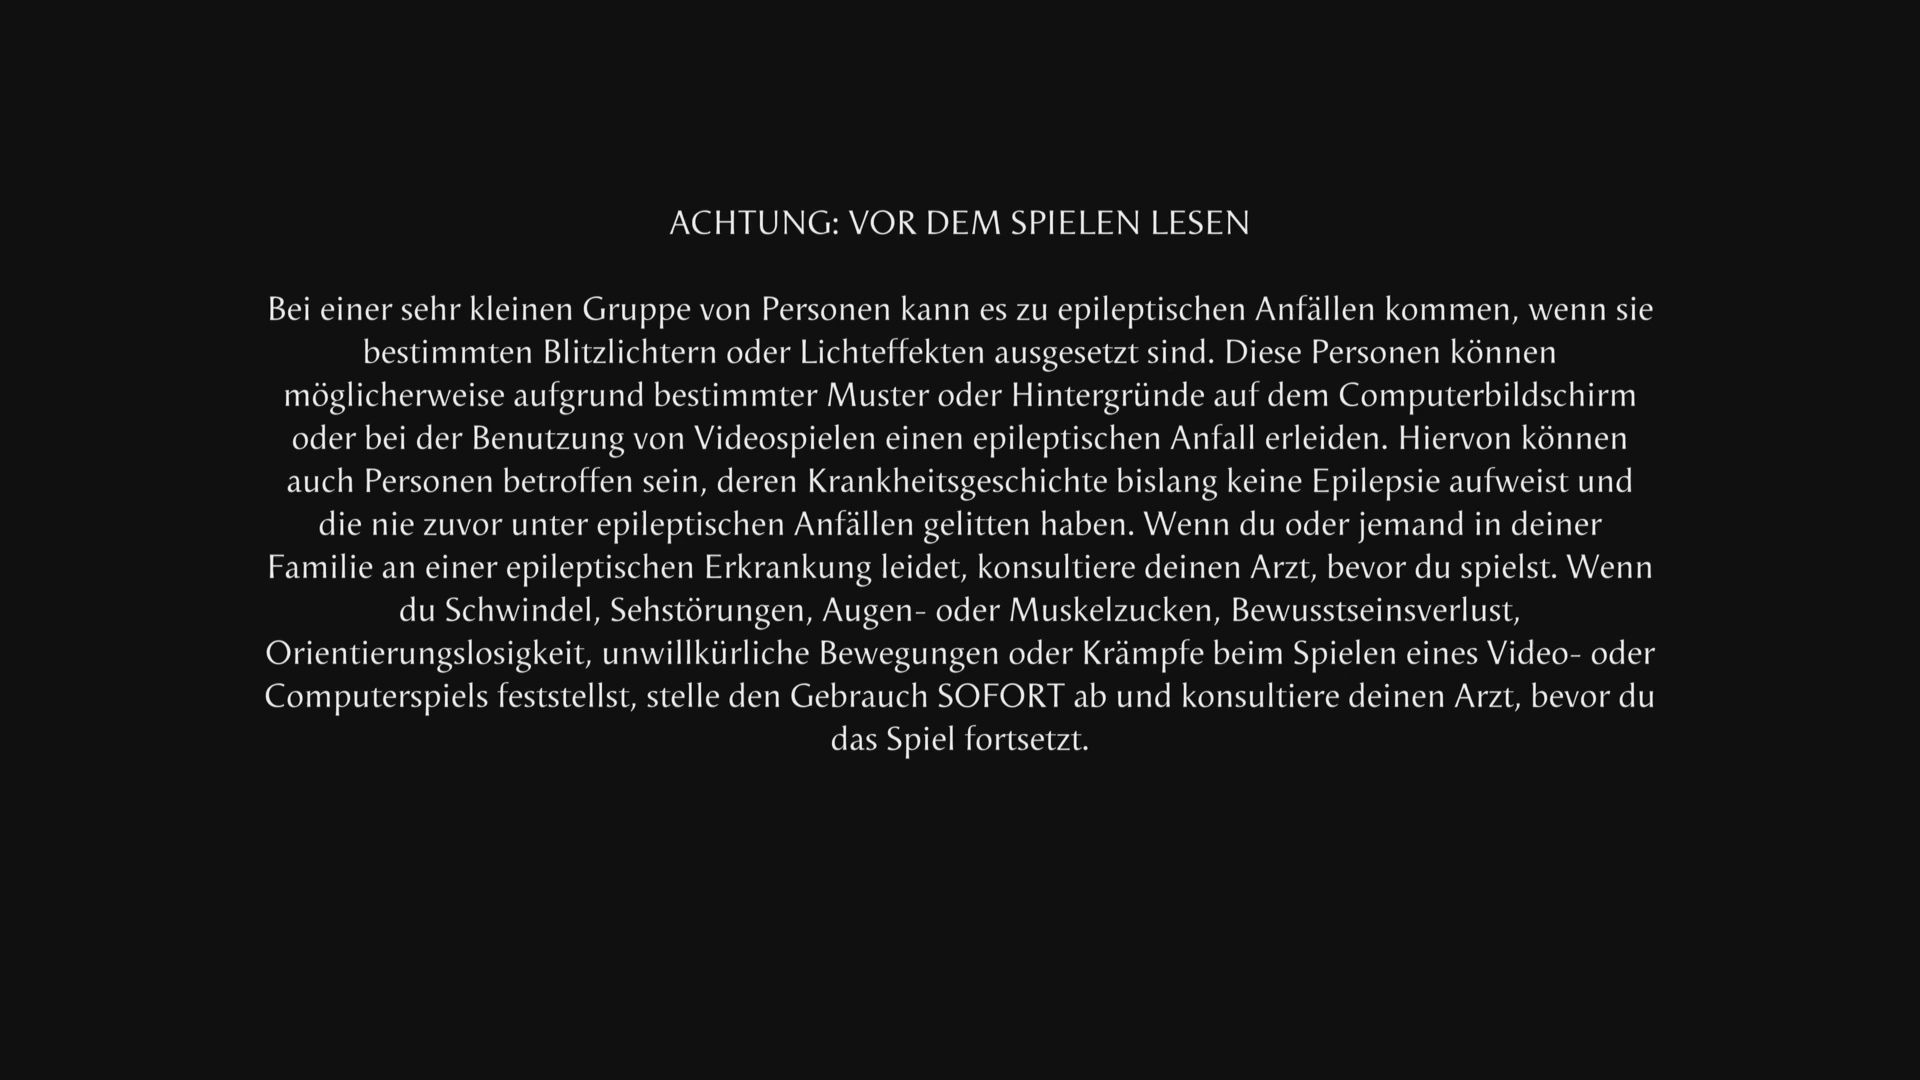 ACHTUNG: VOR DEM SPIELEN LESEN
Bei einer sehr kleinen Gruppe von Personen kann es zu epileptischen Anfällen kommen, wenn sie
bestimmten Blitzlichtern oder Lichteffekten ausgesetzt sind. Diese Personen können
möglicherweise aufgrund bestimmter Muster oder Hintergründe auf dem Computerbildschirm
oder bei der Benutzung von Videospielen einen epileptischen Anfall erleiden. Hiervon können
auch Personen betroffen sein, deren Krankheitsgeschichte bislang keine Epilepsie aufweist und
die nie zuvor unter epileptischen Anfällen gelitten haben. Wenn du oder jemand in deiner
Familie an einer epileptischen Erkrankung leidet, konsultiere deinen Arzt, bevor du spielst. Wenn
du Schwindel, Sehstörungen, Augen- oder Muskelzucken, Bewusstseinsverlust,
Orientierungslosigkeit, unwillkürliche Bewegungen oder Krämpfe beim Spielen eines Video- oder
Computerspiels feststellst, stelle den Gebrauch SOFORT ab und konsultiere deinen Arzt, bevor du
das Spiel fortsetzt.